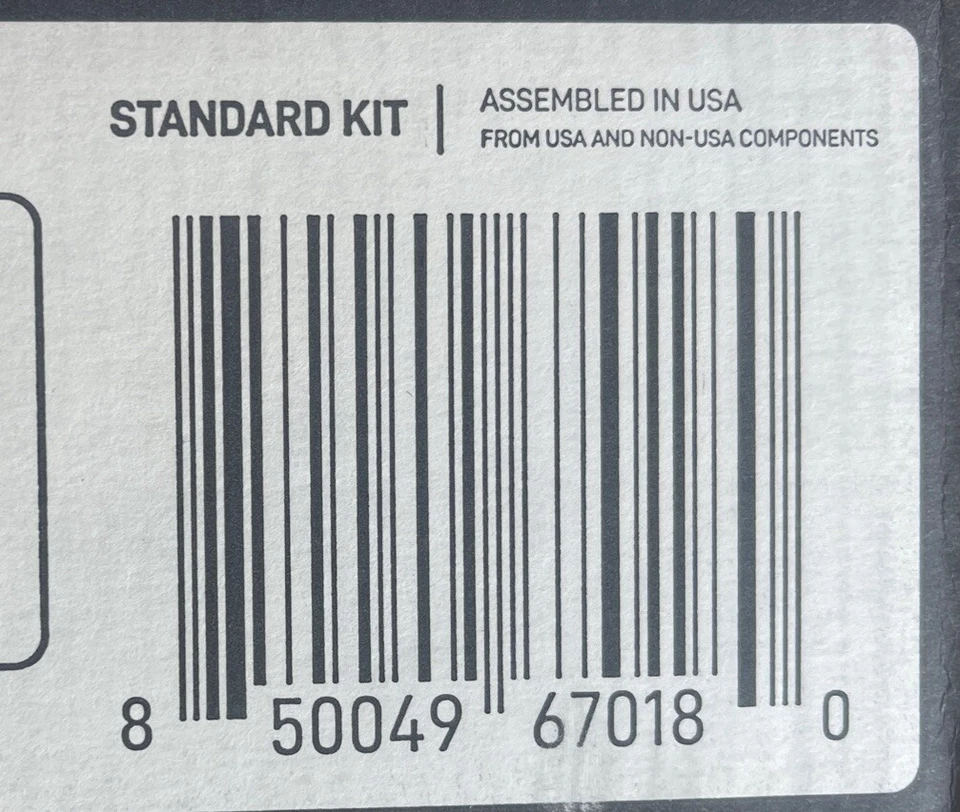 STANDARD KIT
ASSEMBLED IN USA
FROM USA AND NON-USA COMPONENTS
8 50049 67018 0